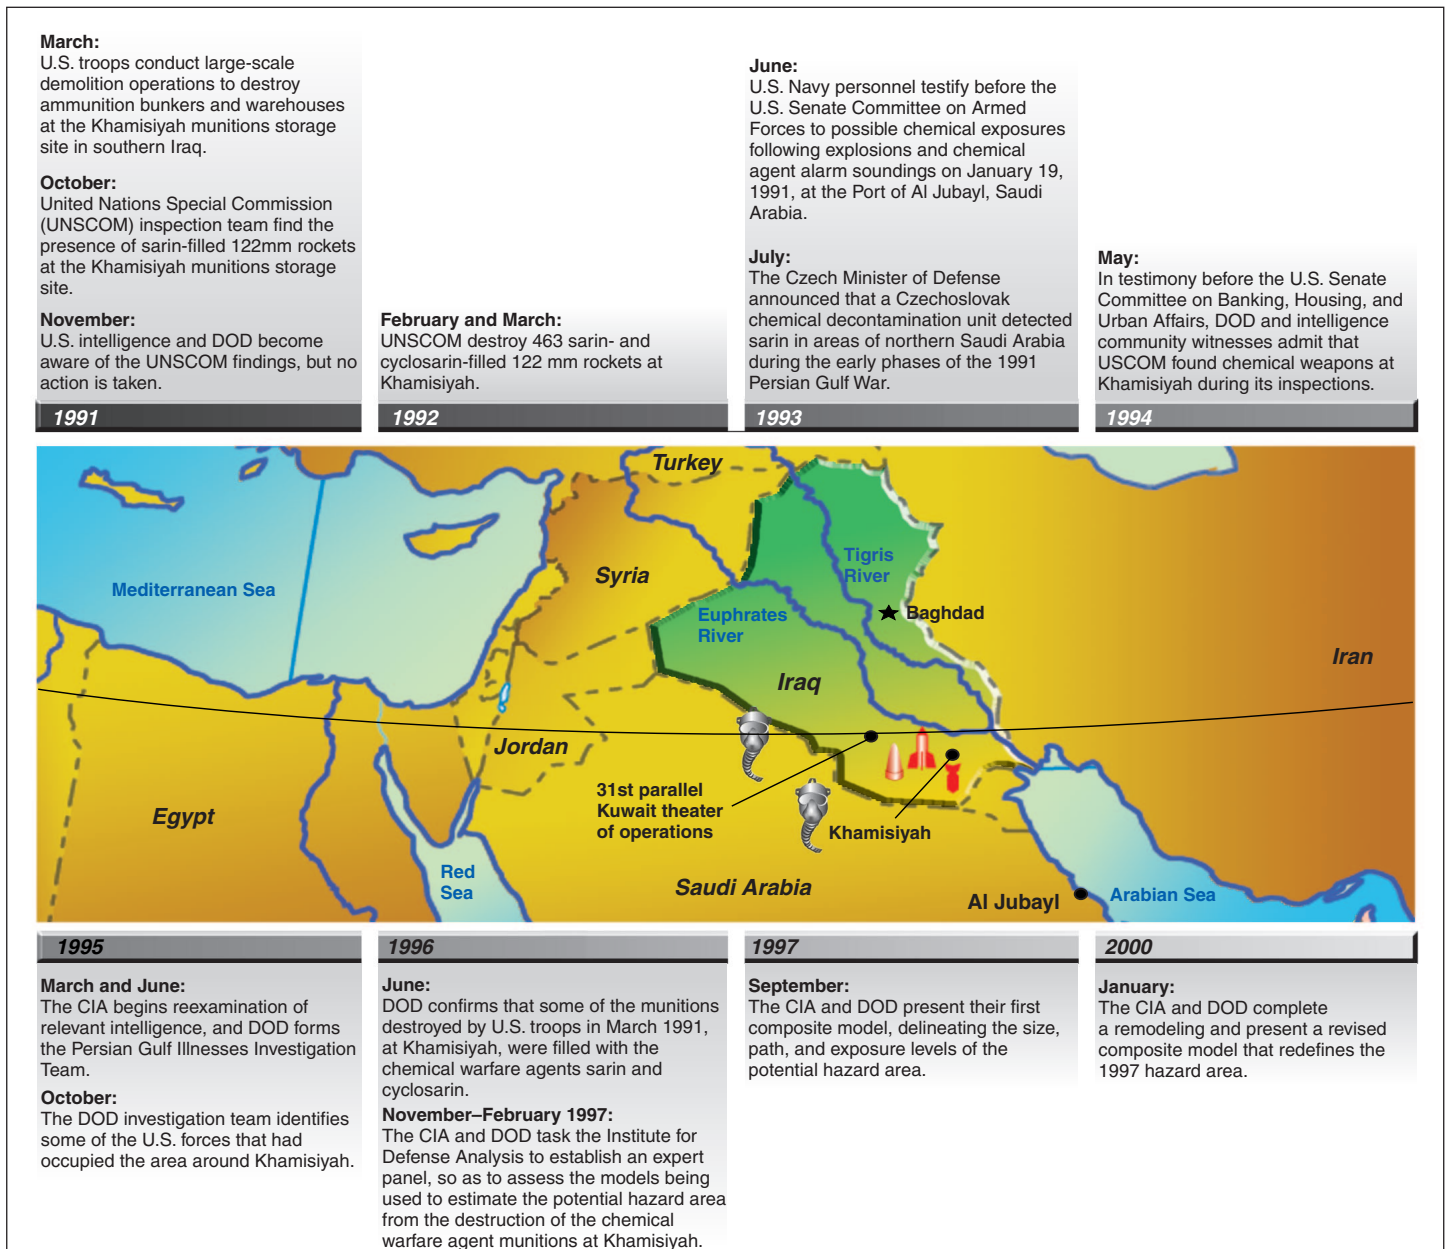 March:
U.S. troops conduct large-scale
demolition operations to destroy
ammunition bunkers and warehouses
at the Khamisiyah munitions storage
site in southern Iraq.
October:
United Nations Special Commission
(UNSCOM) inspection team find the
presence of sarin-filled 122mm rockets
at the Khamisiyah munitions storage
site.
November:
U.S. intelligence and DOD become
aware of the UNSCOM findings, but no
action is taken.
1991
February and March:
UNSCOM destroy 463 sarin- and
cyclosarin-filled 122 mm rockets at
Khamisiyah.
1992
June:
U.S. Navy personnel testify before the
U.S. Senate Committee on Armed
Forces to possible chemical exposures
following explosions and chemical
agent alarm soundings on January 19,
1991, at the Port of Al Jubayl, Saudi
Arabia.
July:
The Czech Minister of Defense
announced that a Czechoslovak
chemical decontamination unit detected
sarin in areas of northern Saudi Arabia
during the early phases of the 1991
Persian Gulf War.
1993
May:
In testimony before the U.S. Senate
Committee on Banking, Housing, and
Urban Affairs, DOD and intelligence
community witnesses admit that
USCOM found chemical weapons at
Khamisiyah during its inspections.
1994
Turkey
Mediterranean Sea
Syria
Tigris
River
Euphrates
River
Baghdad
Iran
Iraq
Jordan
31st parallel
Kuwait theater
of operations
Khamisiyah
Egypt
Red
Sea
Saudi Arabia
Al Jubayl
Arabian Sea
1995
March and June:
The CIA begins reexamination of
relevant intelligence, and DOD forms
the Persian Gulf Illnesses Investigation
Team.
October:
The DOD investigation team identifies
some of the U.S. forces that had
occupied the area around Khamisiyah.
1996
June:
DOD confirms that some of the munitions
destroyed by U.S. troops in March 1991,
at Khamisiyah, were filled with the
chemical warfare agents sarin and
cyclosarin.
November–February 1997:
The CIA and DOD task the Institute for
Defense Analysis to establish an expert
panel, so as to assess the models being
used to estimate the potential hazard area
from the destruction of the chemical
warfare agent munitions at Khamisiyah.
1997
September:
The CIA and DOD present their first
composite model, delineating the size,
path, and exposure levels of the
potential hazard area.
2000
January:
The CIA and DOD complete
a remodeling and present a revised
composite model that redefines the
1997 hazard area.